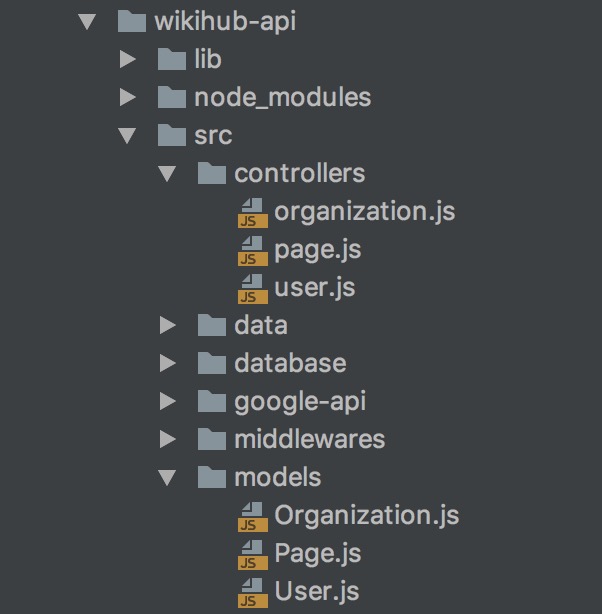 wikihub-api
lib
node_modules
src
controllers
JS organization.js
JS page.js
JS user.js
data
database
google-api
middlewares
models
JS Organization.js
JS Page.js
JS User.js